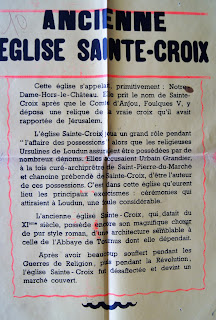 ANCIENNE
EGLISE SAINTE-CROIX
Cette église s'appelait, primitivement : Notre-
Dame-Hors-le-Château. Elle prit le nom de Sainte-
Croix après que le Comte d'Anjou, Foulques V, y
déposa une relique de la vraie croix qu'il avait
rapportée de Jerusalem.
L'église Sainte-Croix joua un grand rôle pendant
"l'affaire des possessions" alors que les religieuses
Ursulines de Loudun assuraient être possédées par de
nombreux démons. Elles accusaient Urbain Grandier,
à la fois curé-archiprêtre de Saint-Pierre-du-Marché
et chanoine prébendé de Sainte-Croix, d'être l'auteur
de ces possessions. C'est dans cette église qu'eurent
lieu les principaux exorcismes : cérémonies qui
attiraient à Loudun, une foule considérable.
L'ancienne église Sainte-Croix, qui datait du
XIme siècle, possède encore son magnifique chœur
de pur style roman, d'une architecture semblable à
celle de l'Abbaye de Tournus dont elle dépendait.
Après avoir beaucoup souffert pendant les
Guerres de Religion, puis pendant la Révolution,
l'église Sainte-Croix fut désaffectée et devint un
marché couvert.